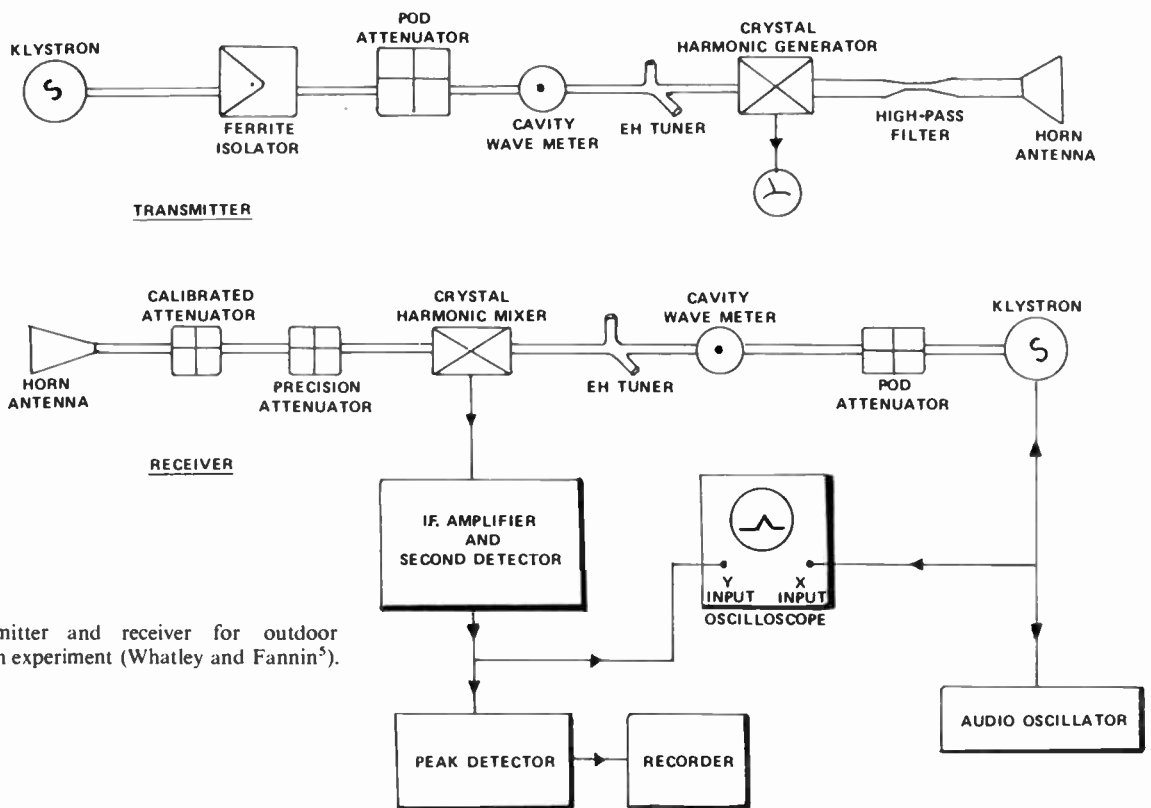 KLYSTRON
FERRITE
ISOLATOR
POD
ATTENUATOR
CAVITY
WAVE METER
EH TUNER
CRYSTAL
HARMONIC GENERATOR
HIGH-PASS
FILTER
HORN
ANTENNA
TRANSMITTER
HORN
ANTENNA
CALIBRATED
ATTENUATOR
PRECISION
ATTENUATOR
CRYSTAL
HARMONIC MIXER
EH TUNER
CAVITY
WAVE METER
POD
ATTENUATOR
KLYSTRON
S
S
RECEIVER
I.F. AMPLIFIER
AND
SECOND DETECTOR
Y
INPUT
X
INPUT
OSCILLOSCOPE
mitter and receiver for outdoor
n experiment (Whatley and Fannin⁵).
PEAK DETECTOR
RECORDER
AUDIO OSCILLATOR